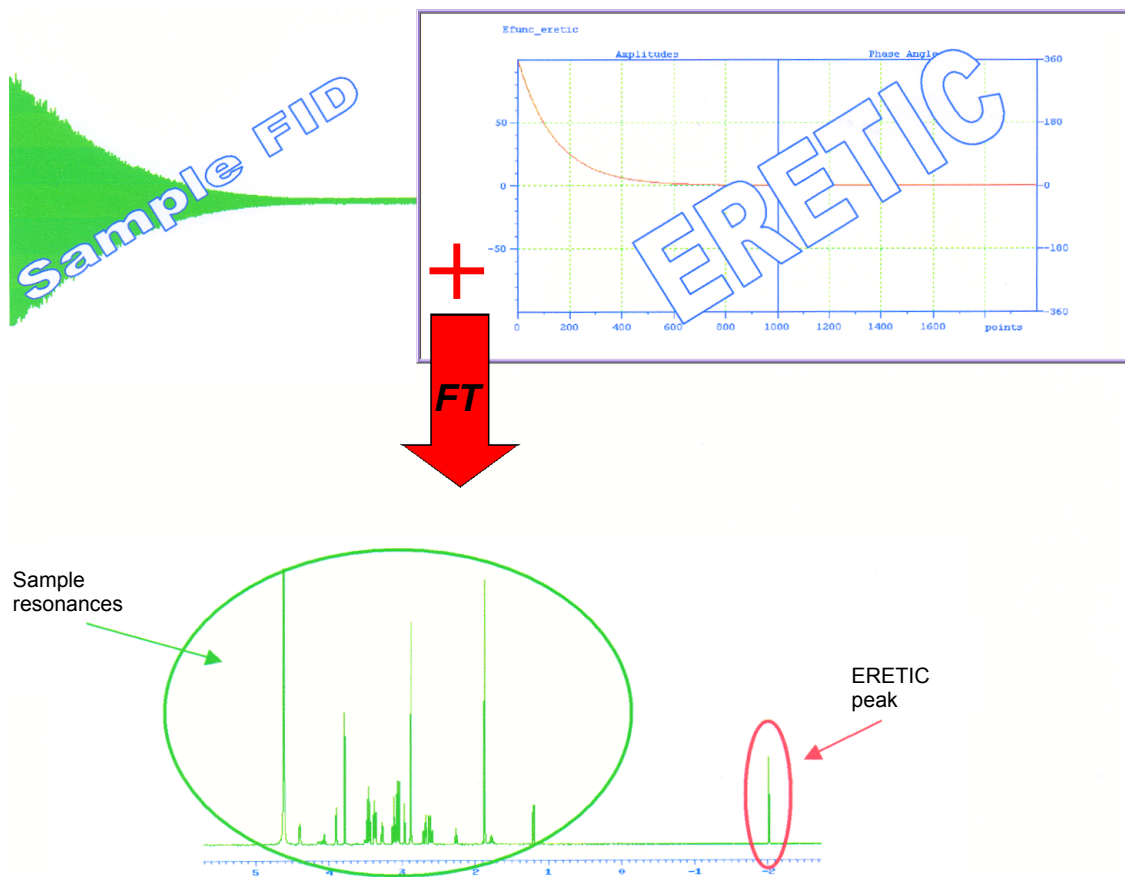 Efunc_eretic
Amplitudes Phase Angle
Sample FID
ERETIC
50
0
-50
360
180
0
-180
-360
0 200 400 600 800 1000 1200 1400 1600 points
+
FT
Sample
resonances
ERETIC
peak
5 4 3 2 1 0 -1 -2